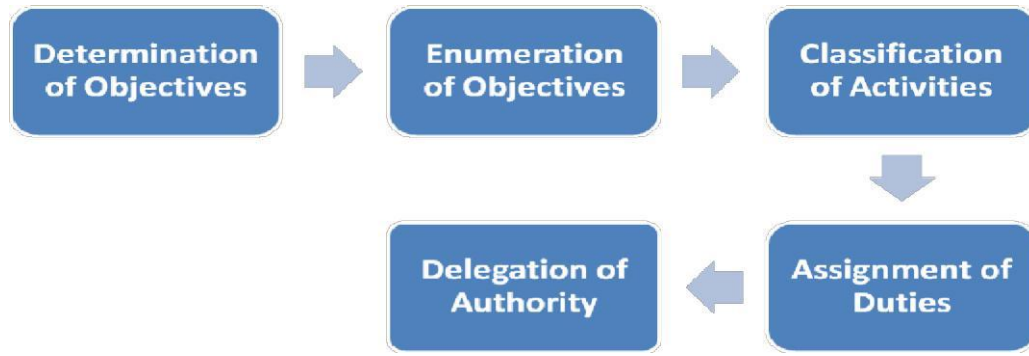 Determination
of Objectives
Enumeration
of Objectives
Classification
of Activities
Assignment of
Duties
Delegation of
Authority